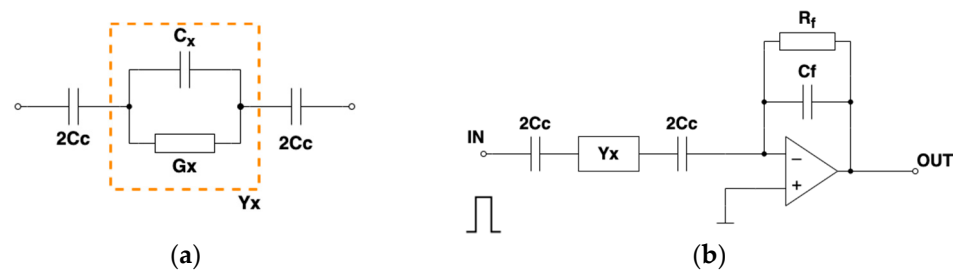 Cx
2Cc
2Cc
Gx
Yx
(a)
Rf
Cf
IN
2Cc
Yx
2Cc
−
+
OUT
(b)